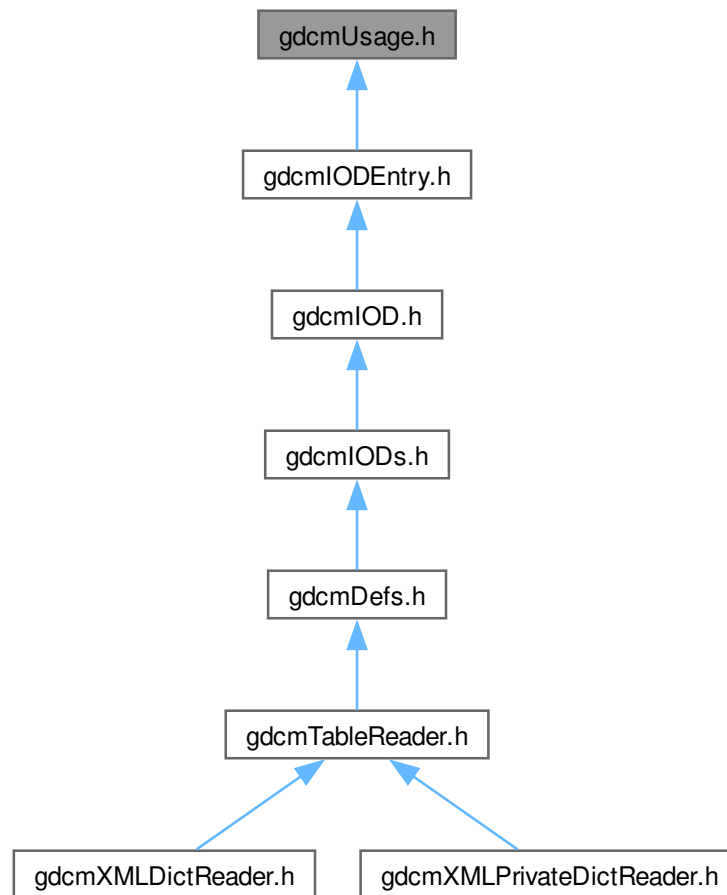 gdcmUsage.h
gdcmIODEntry.h
gdcmIOD.h
gdcmIODs.h
gdcmDefs.h
gdcmTableReader.h
gdcmXMLDictReader.h
gdcmXMLPrivateDictReader.h